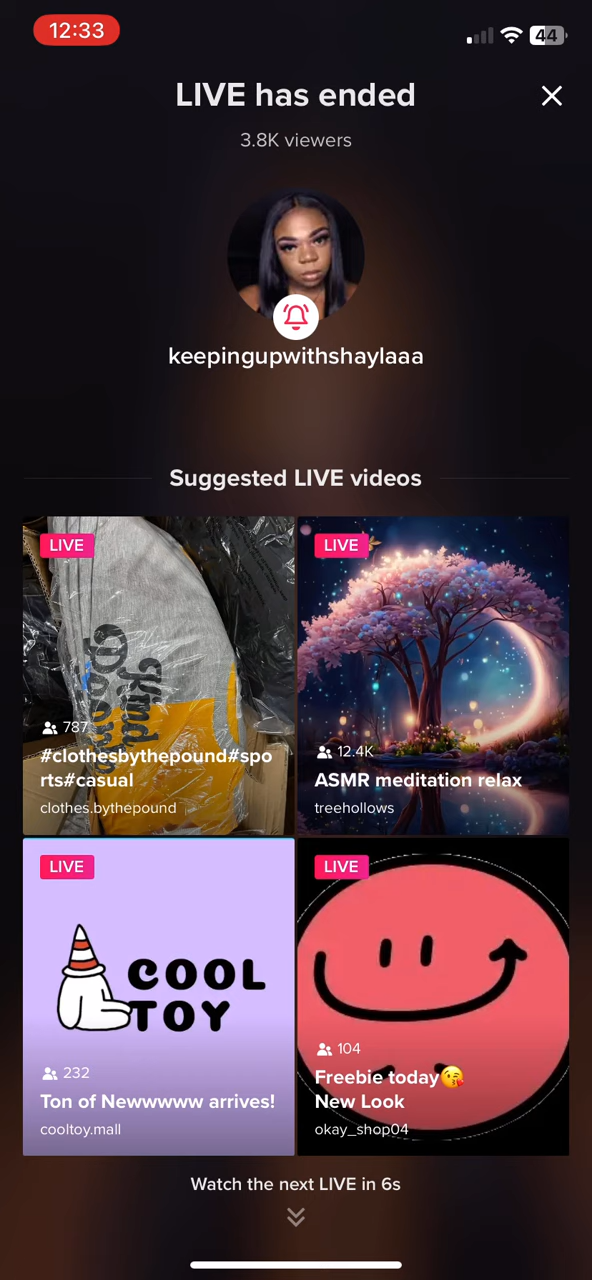 12:33
44
LIVE has ended
3.8K viewers
keepingupwithshaylaaa
Suggested LIVE videos
LIVE
Kind
787
#clothesbythepound#spo
rts#casual
clothes.bythepound
LIVE
12.4K
ASMR meditation relax
treehollows
LIVE
COOL
TOY
232
Ton of Newwwww arrives!
cooltoy.mall
LIVE
104
Freebie today😘
New Look
okay_shop04
Watch the next LIVE in 6s